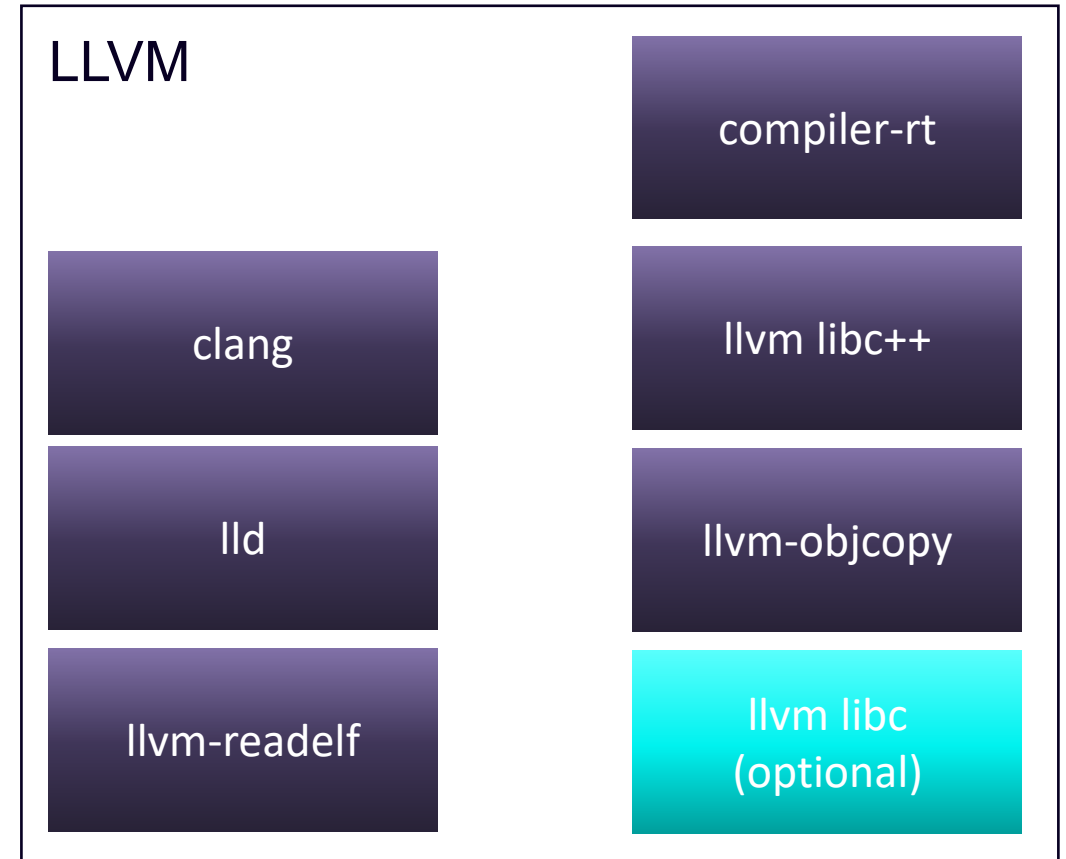 LLVM
compiler-rt
clang
llvm libc++
lld
llvm-objcopy
llvm-readelf
llvm libc
(optional)